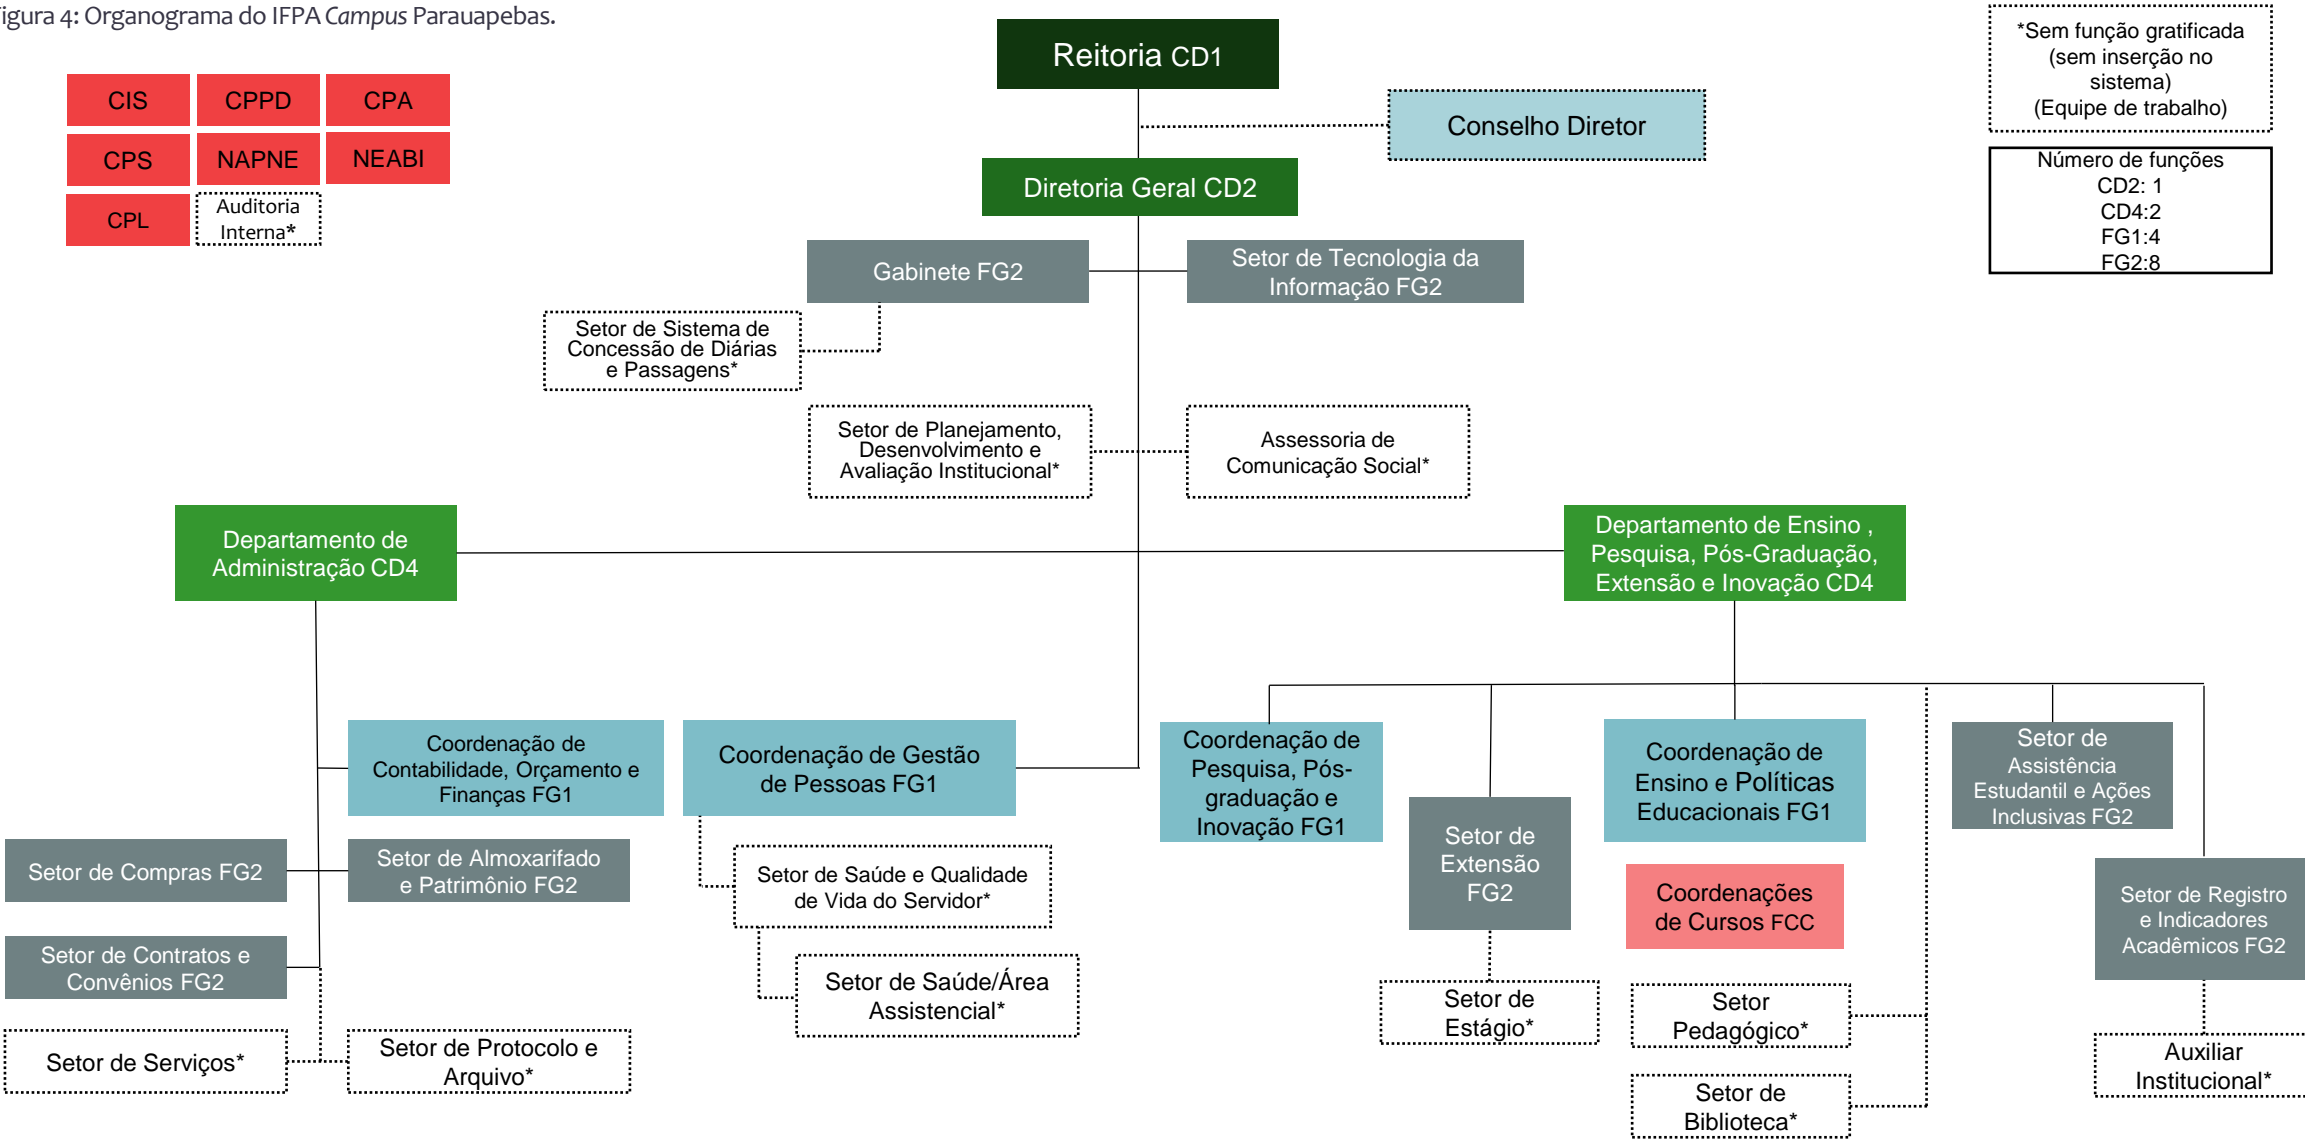 igura 4: Organograma do IFPA Campus Parauapebas.
Reitoria CD1
*Sem função gratificada
(sem inserção no
sistema)
(Equipe de trabalho)
CIS
CPPD
CPA
Conselho Diretor
CPS
NAPNE
NEABI
Número de funções
CD2: 1
CD4:2
FG1:4
FG2:8
Diretoria Geral CD2
CPL
Auditoria
Interna*
Gabinete FG2
Setor de Tecnologia da
Informação FG2
Setor de Sistema de
Concessão de Diárias
e Passagens*
Setor de Planejamento,
Desenvolvimento e
Avaliação Institucional*
Assessoria de
Comunicação Social*
Departamento de
Administração CD4
Departamento de Ensino ,
Pesquisa, Pós-Graduação,
Extensão e Inovação CD4
Coordenação de
Contabilidade, Orçamento e
Finanças FG1
Coordenação de Gestão
de Pessoas FG1
Coordenação de
Pesquisa, Pós-
graduação e
Inovação FG1
Coordenação de
Ensino e Políticas
Educacionais FG1
Setor de
Assistência
Estudantil e Ações
Inclusivas FG2
Setor de Compras FG2
Setor de Almoxarifado
e Patrimônio FG2
Setor de Saúde e Qualidade
de Vida do Servidor*
Setor de
Extensão
FG2
Coordenações
de Cursos FCC
Setor de Registro
e Indicadores
Acadêmicos FG2
Setor de Contratos e
Convênios FG2
Setor de Saúde/Área
Assistencial*
Setor de
Estágio*
Setor
Pedagógico*
Setor de Serviços*
Setor de Protocolo e
Arquivo*
Auxiliar
Institucional*
Setor de
Biblioteca*